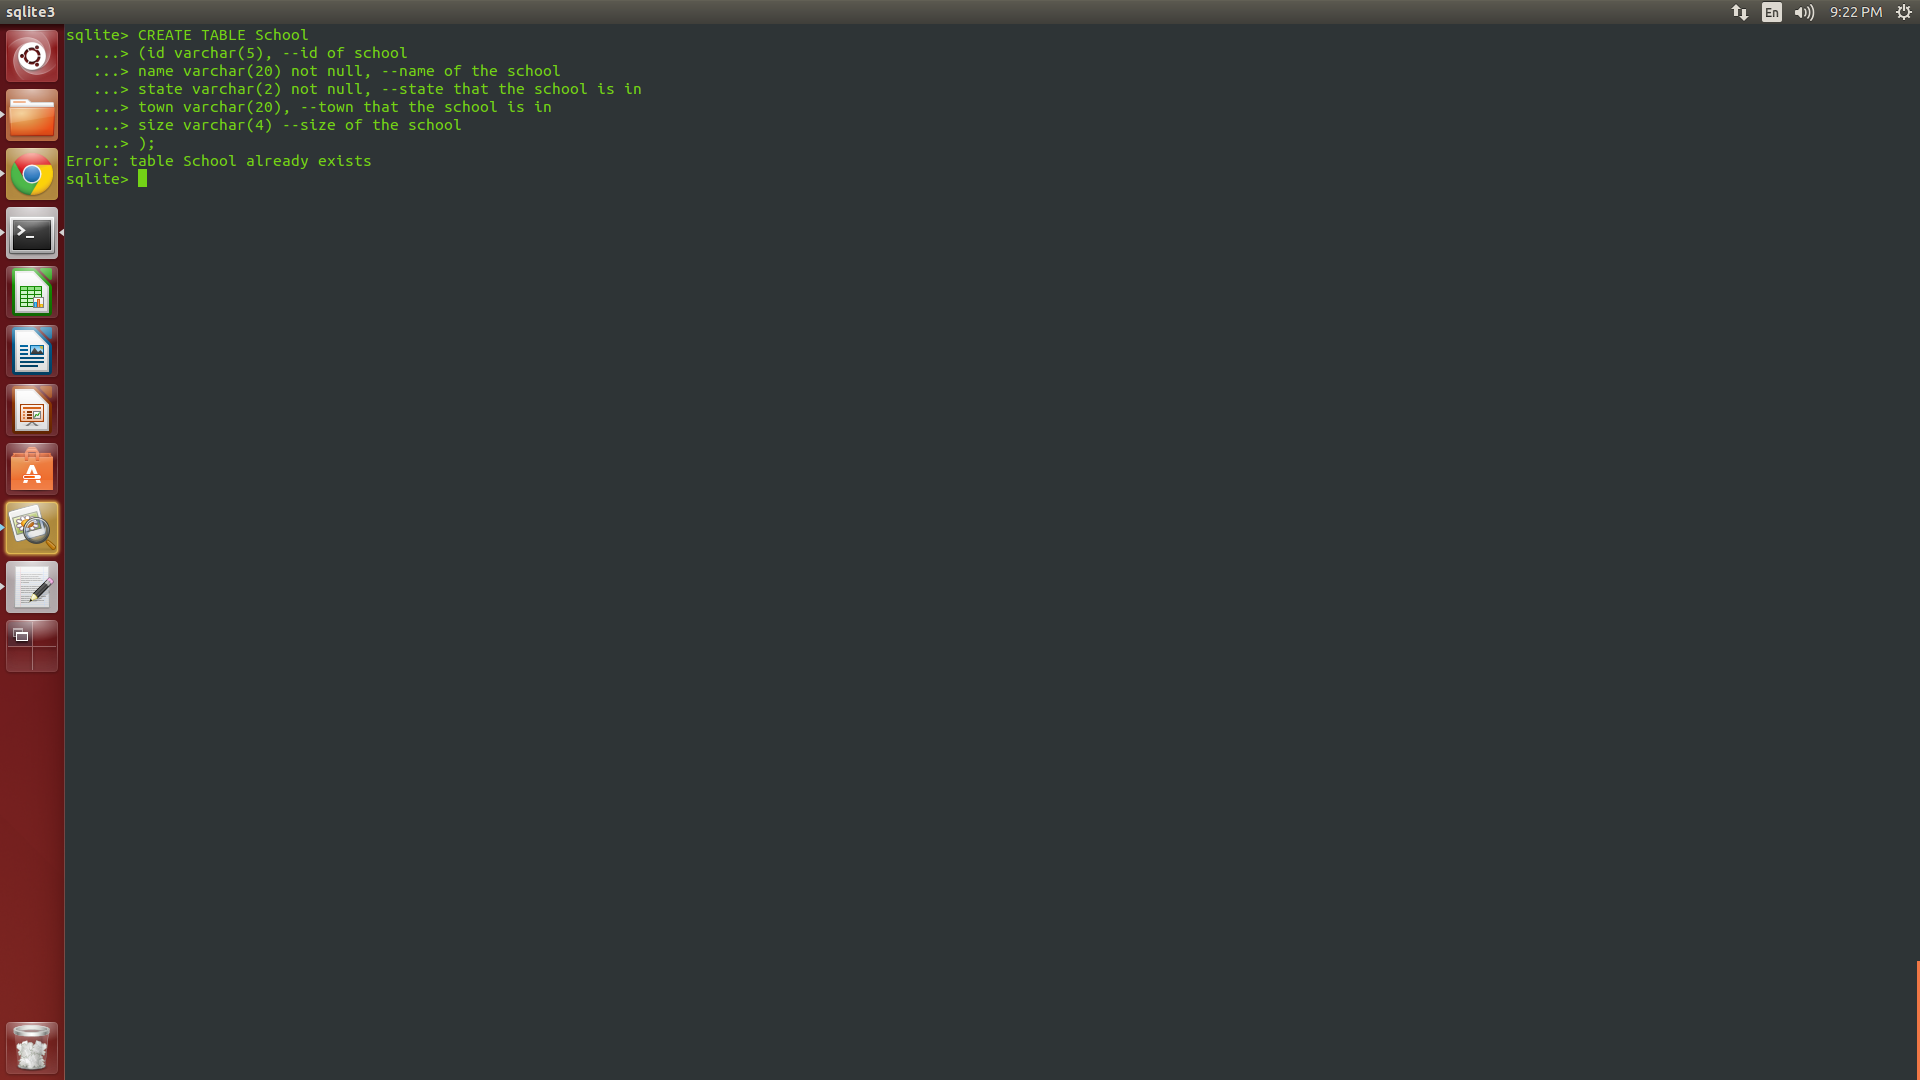 sqlite3
En
9:22 PM
sqlite> CREATE TABLE School
   ...> (id varchar(5), --id of school
   ...> name varchar(20) not null, --name of the school
   ...> state varchar(2) not null, --state that the school is in
   ...> town varchar(20), --town that the school is in
   ...> size varchar(4) --size of the school
   ...> );
Error: table School already exists
sqlite>